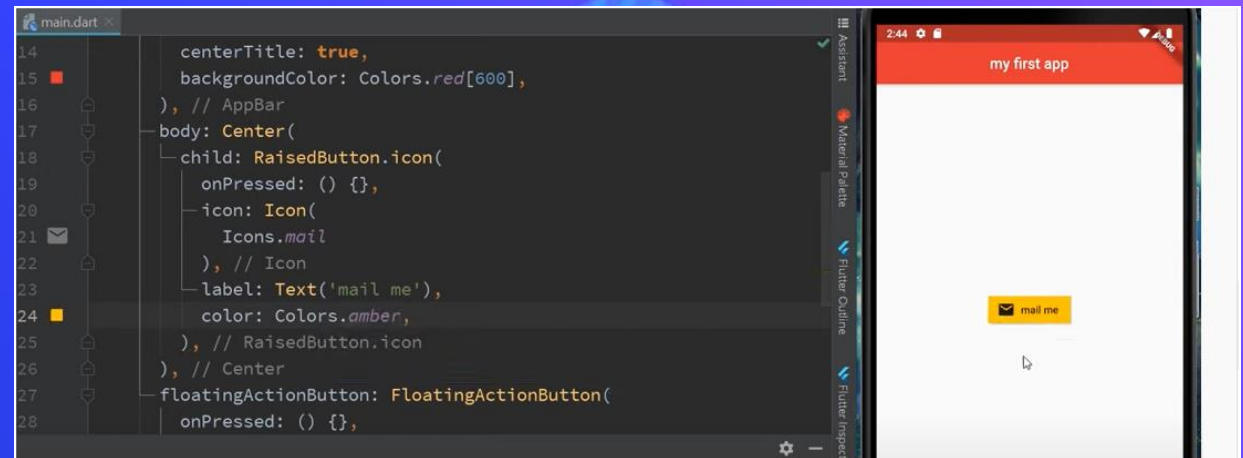 main.dart
14 centerTitle: true,
15 backgroundColor: Colors.red[600],
16 ), // AppBar
17 body: Center(
18 child: RaisedButton.icon(
19 onPressed: () {},
20 icon: Icon(
21 Icons.mail
22 ), // Icon
23 label: Text('mail me'),
24 color: Colors.amber,
25 ), // RaisedButton.icon
26 ), // Center
27 floatingActionButton: FloatingActionButton(
28 onPressed: () {},
Assistant
Material Palette
Flutter Outline
Flutter Inspect
2:44
DEBUG
my first app
mail me